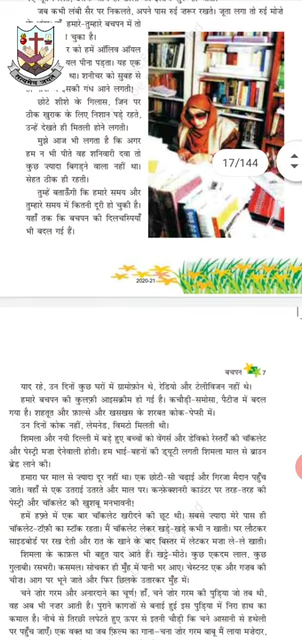 जब कभी लंबी सैर पर निकलते, अपने पास रुई ज़रूर रखते। जूता लगा तो रुई मोज़े
हमारे-तुम्हारे बचपन में तो
चुका है।
को हमें ऑलिव ऑयल
यल पीना पड़ता। यह एक
था। शनीचर को सुबह से
गंध आने लगती!
छोटे शीशे के गिलास, जिन पर
ठीक खुराक के लिए निशान पड़े रहते,
उन्हें देखते ही मितली होने लगती।
मुझे आज भी लगता है कि अगर
हम न भी पीते वह शनिवारी दवा तो
कुछ ज़्यादा बिगड़ने वाला नहीं था।
सेहत ठीक ही रहती।
तुम्हें बताऊँगी कि हमारे समय और
तुम्हारे समय में कितनी दूरी हो चुकी है।
यहाँ तक कि बचपन की दिलचस्पियाँ
भी बदल गई हैं।
17/144
2020-21
बचपन 7
याद रहे, उन दिनों कुछ घरों में ग्रामोफ़ोन थे, रेडियो और टेलीविज़न नहीं थे।
हमारे बचपन की कुलफ़ी आइसक्रीम हो गई है। कचौड़ी-समोसा, पैटीज़ में बदल
गया है। शहतूत और फ़ाल्से और खसखस के शरबत कोक-पेप्सी में।
उन दिनों कोक नहीं, लेमनेड, विमटो मिलती थी।
शिमला और नयी दिल्ली में बड़े हुए बच्चों को वेंगर्स और डेविको रेस्तराँ की चॉकलेट
और पेस्ट्री मज़ा देनेवाली होती। हम भाई-बहनों की ड्यूटी लगती शिमला माल से ब्राउन
ब्रेड लाने की।
हमारा घर माल से ज़्यादा दूर नहीं था। एक छोटी-सी चढ़ाई और गिरजा मैदान पहुँच
जाते। वहाँ से एक उतराई उतरते और माल पर। कन्फ़ेक्शनरी काउंटर पर तरह-तरह की
पेस्ट्री और चॉकलेट की खुशबू मनभावनी!
हमें हफ़्ते में एक बार चॉकलेट खरीदने की छूट थी। सबसे ज़्यादा मेरे पास ही
चॉकलेट-टॉफ़ी का स्टॉक रहता। मैं चॉकलेट लेकर खड़े-खड़े कभी न खाती। घर लौटकर
साइडबोर्ड पर रख देती और रात के खाने के बाद बिस्तर में लेटकर मज़ा ले-ले खाती।
शिमला के काफ़ल भी बहुत याद आते हैं। खट्टे-मीठे। कुछ एकदम लाल, कुछ
गुलाबी। रसभरी। कसमल। सोचकर ही मुँह में पानी भर आए। चेस्टनट एक और गज़ब की
चीज़। आग पर भूने जाते और फिर छिलके उतारकर मुँह में।
चने ज़ोर गरम और अनारदाने का चूर्ण! हाँ, चने ज़ोर गरम की पुड़िया जो तब थी,
वह अब भी नज़र आती है। पुराने कागज़ों से बनाई हुई इस पुड़िया में निरा हाथ का
कमाल है। नीचे से तिरछी लपेटते हुए ऊपर से इतनी चौड़ी कि चने आसानी से हथेली
पर पहुँच जाएँ। एक वक्त था जब फ़िल्म का गाना-चना ज़ोर गरम बाबू मैं लाया मज़ेदार,